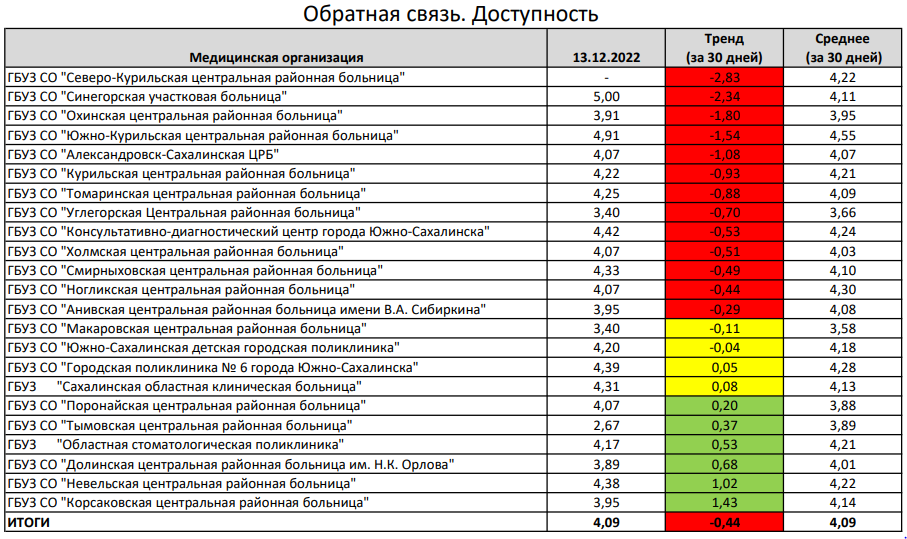 Обратная связь. Доступность
Медицинская организация 13.12.2022 Тренд (за 30 дней) Среднее (за 30 дней)
ГБУЗ СО "Северо-Курильская центральная районная больница" - -2,83 4,22
ГБУЗ СО "Синегорская участковая больница" 5,00 -2,34 4,11
ГБУЗ СО "Охинская центральная районная больница" 3,91 -1,80 3,95
ГБУЗ СО "Южно-Курильская центральная районная больница" 4,91 -1,54 4,55
ГБУЗ СО "Александровск-Сахалинская ЦРБ" 4,07 -1,08 4,07
ГБУЗ СО "Курильская центральная районная больница" 4,22 -0,93 4,21
ГБУЗ СО "Томаринская центральная районная больница" 4,25 -0,88 4,09
ГБУЗ СО "Углегорская Центральная районная больница" 3,40 -0,70 3,66
ГБУЗ СО "Консультативно-диагностический центр города Южно-Сахалинска" 4,42 -0,53 4,24
ГБУЗ СО "Холмская центральная районная больница" 4,07 -0,51 4,03
ГБУЗ СО "Смирныховская центральная районная больница" 4,33 -0,49 4,10
ГБУЗ СО "Ногликская центральная районная больница" 4,07 -0,44 4,30
ГБУЗ СО "Анивская центральная районная больница имени В.А. Сибиркина" 3,95 -0,29 4,08
ГБУЗ СО "Макаровская центральная районная больница" 3,40 -0,11 3,58
ГБУЗ СО "Южно-Сахалинская детская городская поликлиника" 4,20 -0,04 4,18
ГБУЗ СО "Городская поликлиника № 6 города Южно-Сахалинска" 4,39 0,05 4,28
ГБУЗ "Сахалинская областная клиническая больница" 4,31 0,08 4,13
ГБУЗ СО "Поронайская центральная районная больница" 4,07 0,20 3,88
ГБУЗ СО "Тымовская центральная районная больница" 2,67 0,37 3,89
ГБУЗ "Областная стоматологическая поликлиника" 4,17 0,53 4,21
ГБУЗ СО "Долинская центральная районная больница им. Н.К. Орлова" 3,89 0,68 4,01
ГБУЗ СО "Невельская центральная районная больница" 4,38 1,02 4,22
ГБУЗ СО "Корсаковская центральная районная больница" 3,95 1,43 4,14
ИТОГИ 4,09 -0,44 4,09